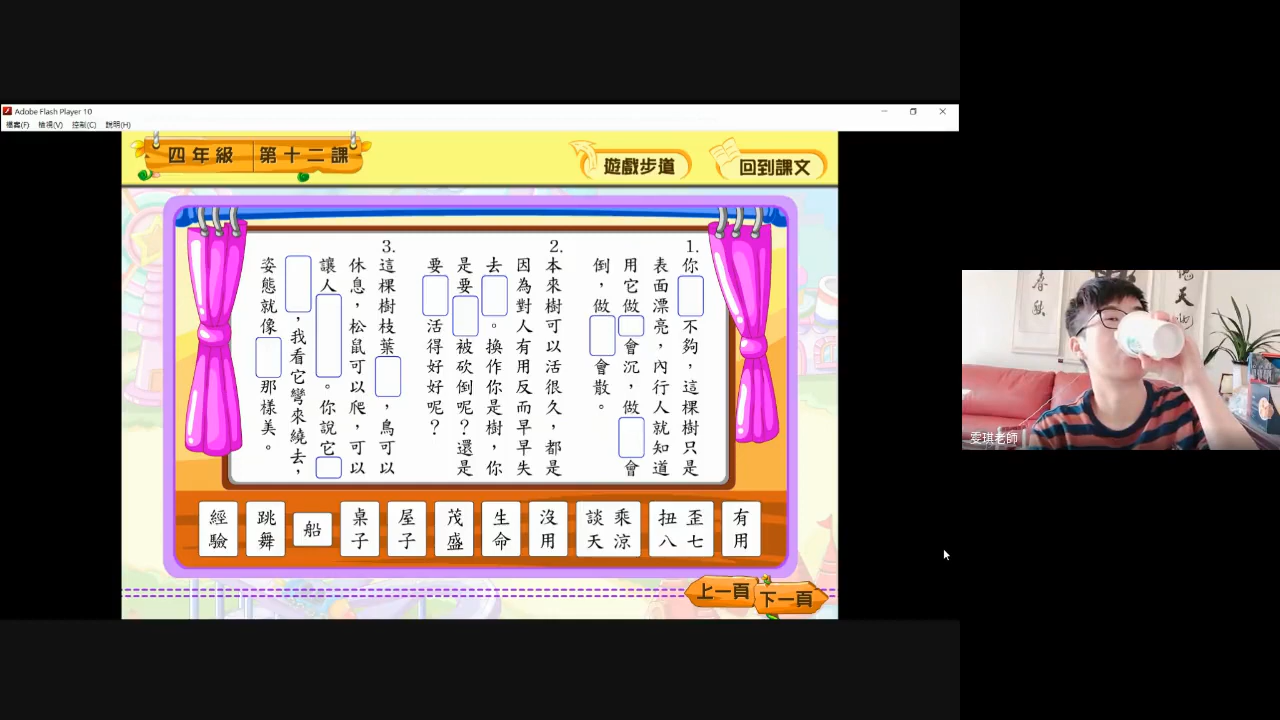 Adobe Flash Player 10
檔案(F) 檢視(V) 控制(C) 說明(H)
四年級 第十二課
遊戲步道
回到課文
1.
你 不夠,這棵樹只是
表面漂亮,內行人就知道
用它做 會沉,做 會
倒,做 會散。
2.
本來樹可以活很久,都是
因為對人有用反而早早失
去 。換作你是樹,你
是要 被砍倒呢?還是
要 活得好好呢?
3.
這棵樹枝葉 ,鳥可以
休息,松鼠可以爬,可以
讓人 。你說它
,我看它彎來繞去,
姿態就像 那樣美。
有用
歪七扭八
乘涼談天
沒用
生命
茂盛
屋子
桌子
船
跳舞
經驗
上一頁
下一頁
雯琪老師